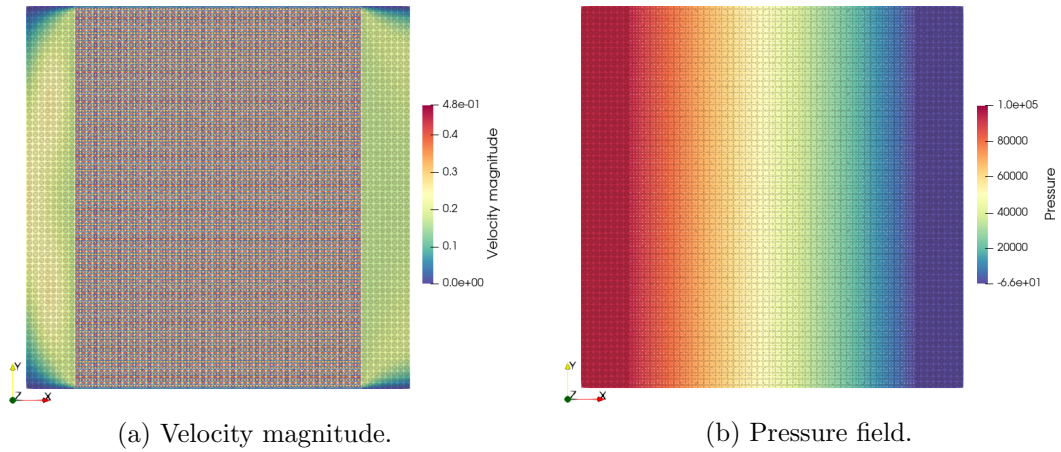 4.8e-01
0.4
0.3
0.2
0.1
0.0e+00
Velocity magnitude
Y
Z
X
(a) Velocity magnitude.
1.0e+05
80000
60000
40000
20000
-6.6e+01
Pressure
Y
Z
X
(b) Pressure field.